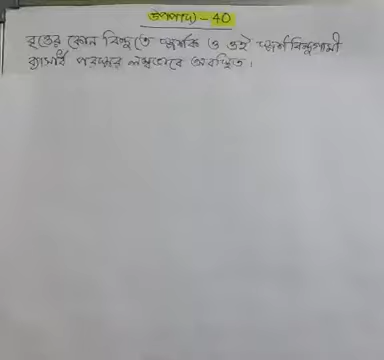 উপপাদ্য - 40
বৃত্তের কোন বিন্দুতে স্পর্শক ও ওই স্পর্শবিন্দুগামী
ব্যাসার্ধ পরস্পর লম্বভাবে অবস্থিত।